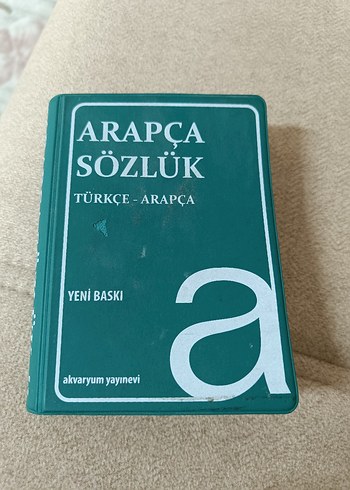 ARAPÇA
SÖZLÜK
TÜRKÇE - ARAPÇA
YENİ BASKI
a
akvaryum yayınevi